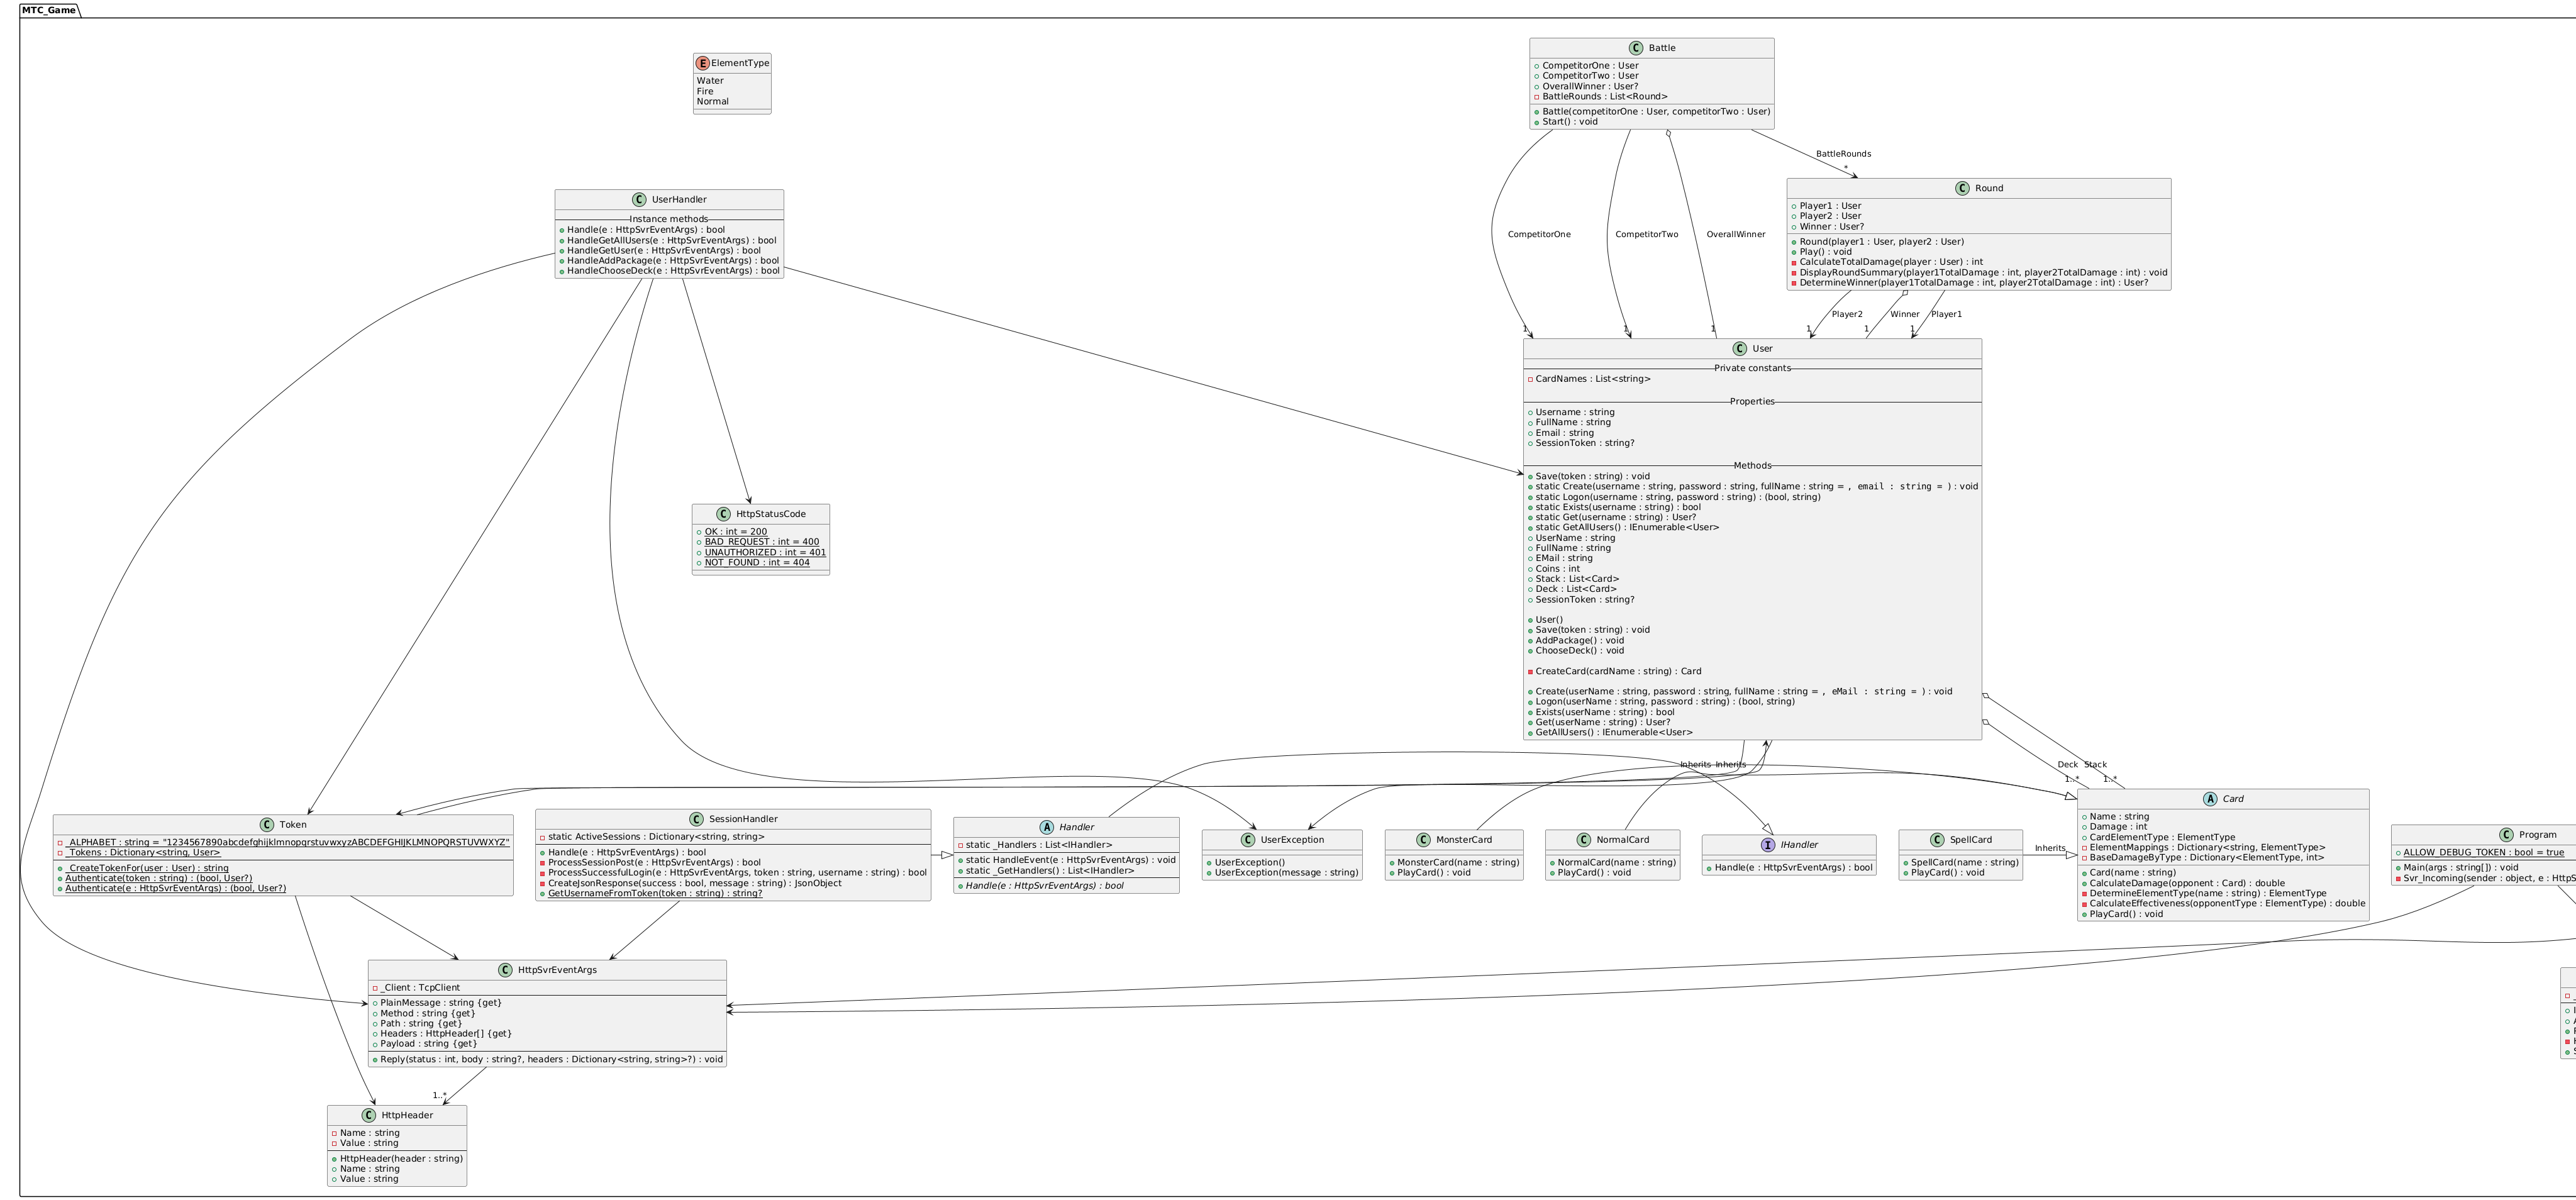 MTC_Game
E ElementType
Water
Fire
Normal
C Battle
CompetitorOne : User
CompetitorTwo : User
OverallWinner : User?
BattleRounds : List<Round>
Battle(competitorOne : User, competitorTwo : User)
Start() : void
BattleRounds
*
C UserHandler
Instance methods
Handle(e : HttpSvrEventArgs) : bool
HandleGetAllUsers(e : HttpSvrEventArgs) : bool
HandleGetUser(e : HttpSvrEventArgs) : bool
HandleAddPackage(e : HttpSvrEventArgs) : bool
HandleChooseDeck(e : HttpSvrEventArgs) : bool
C Round
Player1 : User
Player2 : User
Winner : User?
Round(player1 : User, player2 : User)
Play() : void
CalculateTotalDamage(player : User) : int
DisplayRoundSummary(player1TotalDamage : int, player2TotalDamage : int) : void
DetermineWinner(player1TotalDamage : int, player2TotalDamage : int) : User?
CompetitorOne
CompetitorTwo
OverallWinner
Player2
Winner
Player1
1
1
1
1
1
1
C User
Private constants
CardNames : List<string>
Properties
Username : string
FullName : string
Email : string
SessionToken : string?
Methods
Save(token : string) : void
static Create(username : string, password : string, fullName : string = , email : string = ) : void
static Logon(username : string, password : string) : (bool, string)
static Exists(username : string) : bool
static Get(username : string) : User?
static GetAllUsers() : IEnumerable<User>
UserName : string
FullName : string
EMail : string
Coins : int
Stack : List<Card>
Deck : List<Card>
SessionToken : string?
User()
Save(token : string) : void
AddPackage() : void
ChooseDeck() : void
CreateCard(cardName : string) : Card
Create(userName : string, password : string, fullName : string = , eMail : string = ) : void
Logon(userName : string, password : string) : (bool, string)
Exists(userName : string) : bool
Get(userName : string) : User?
GetAllUsers() : IEnumerable<User>
C HttpStatusCode
OK : int = 200
BAD_REQUEST : int = 400
UNAUTHORIZED : int = 401
NOT_FOUND : int = 404
Inherits
Inherits
Deck
Stack
1..*
1..*
C Token
_ALPHABET : string = "1234567890abcdefghijklmnopqrstuvwxyzABCDEFGHIJKLMNOPQRSTUVWXYZ"
_Tokens : Dictionary<string, User>
_CreateTokenFor(user : User) : string
Authenticate(token : string) : (bool, User?)
Authenticate(e : HttpSvrEventArgs) : (bool, User?)
C SessionHandler
static ActiveSessions : Dictionary<string, string>
Handle(e : HttpSvrEventArgs) : bool
ProcessSessionPost(e : HttpSvrEventArgs) : bool
ProcessSuccessfulLogin(e : HttpSvrEventArgs, token : string, username : string) : bool
CreateJsonResponse(success : bool, message : string) : JsonObject
GetUsernameFromToken(token : string) : string?
A Handler
static _Handlers : List<IHandler>
static HandleEvent(e : HttpSvrEventArgs) : void
static _GetHandlers() : List<IHandler>
Handle(e : HttpSvrEventArgs) : bool
C UserException
UserException()
UserException(message : string)
C MonsterCard
MonsterCard(name : string)
PlayCard() : void
C NormalCard
NormalCard(name : string)
PlayCard() : void
I IHandler
Handle(e : HttpSvrEventArgs) : bool
C SpellCard
SpellCard(name : string)
PlayCard() : void
Inherits
A Card
Name : string
Damage : int
CardElementType : ElementType
ElementMappings : Dictionary<string, ElementType>
BaseDamageByType : Dictionary<ElementType, int>
Card(name : string)
CalculateDamage(opponent : Card) : double
DetermineElementType(name : string) : ElementType
CalculateEffectiveness(opponentType : ElementType) : double
PlayCard() : void
C Program
ALLOW_DEBUG_TOKEN : bool = true
Main(args : string[]) : void
Svr_Incoming(sender : object, e : HttpS
C HttpSvrEventArgs
_Client : TcpClient
PlainMessage : string {get}
Method : string {get}
Path : string {get}
Headers : HttpHeader[] {get}
Payload : string {get}
Reply(status : int, body : string?, headers : Dictionary<string, string>?) : void
1..*
C HttpHeader
Name : string
Value : string
HttpHeader(header : string)
Name : string
Value : string